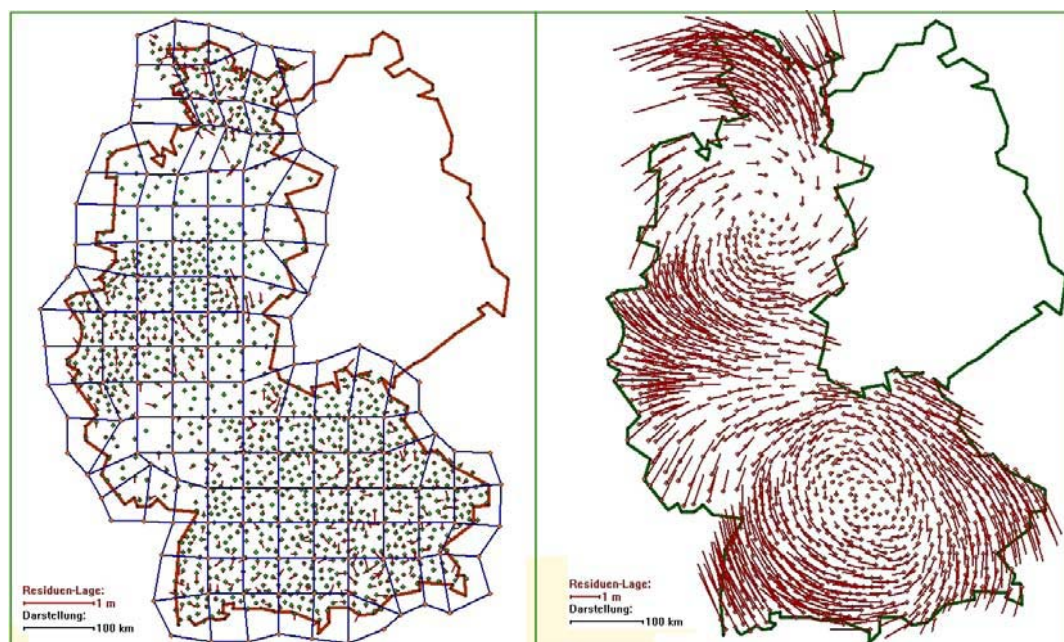 Residuen-Lage:
1 m
Darstellung:
100 km
Residuen-Lage:
1 m
Darstellung:
100 km